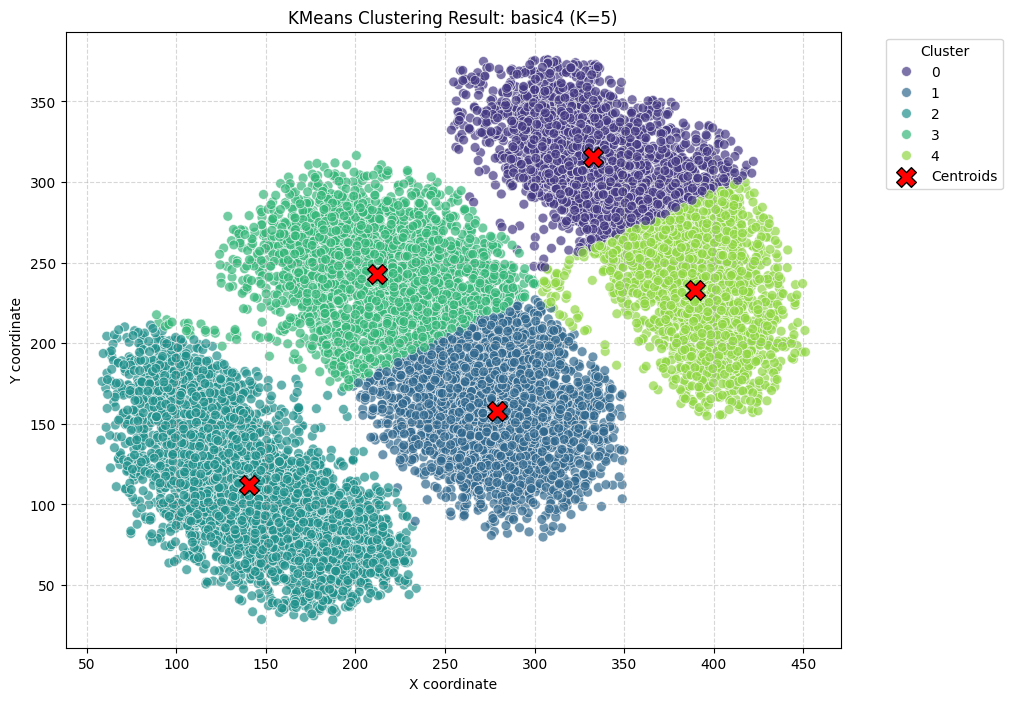 KMeans Clustering Result: basic4 (K=5)
Cluster
0
1
2
3
4
Centroids
Y coordinate
350
300
250
200
150
100
50
50 100 150 200 250 300 350 400 450
X coordinate